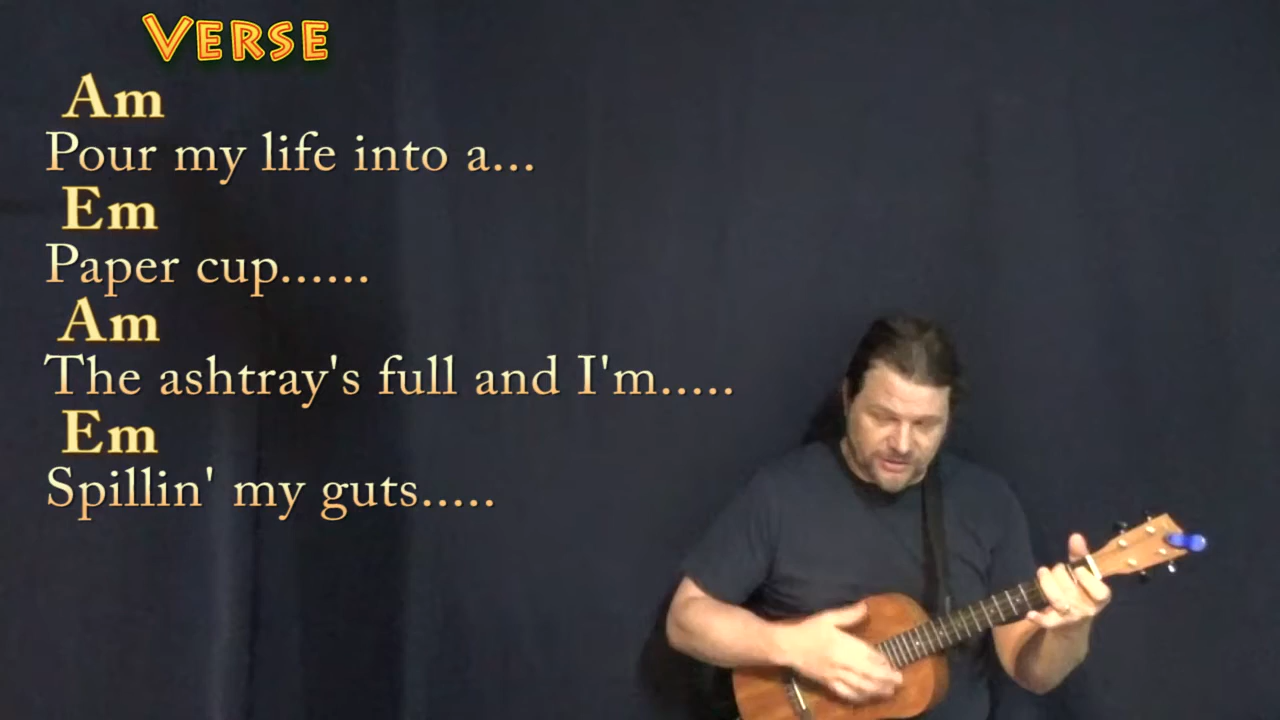 VERSE
Am
Pour my life into a...
Em
Paper cup......
Am
The ashtray's full and I'm.....
Em
Spillin' my guts.....